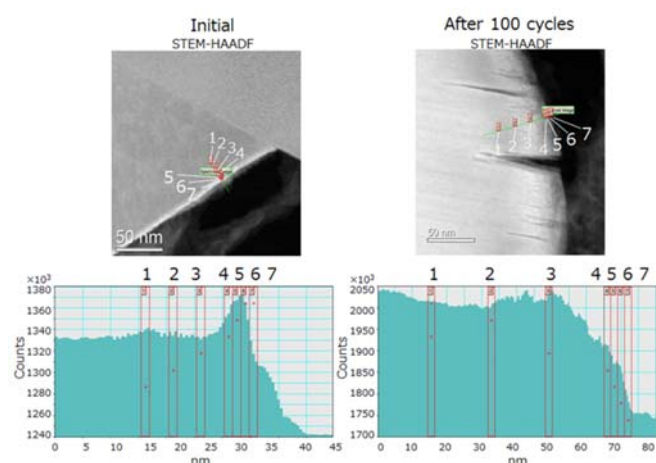 Initial
STEM-HAADF
After 100 cycles
STEM-HAADF
1
2
3
4
5
6
7
50 nm
1
2
3
4
5
6
7
50 nm
1 2 3 4 5 6 7
×10³
1380
1360
1340
1320
1300
1280
1260
1240
Counts
0 5 10 15 20 25 30 35 40 45
nm
1 2 3 4 5 6 7
×10³
2050
2000
1950
1900
1850
1800
1750
1700
Counts
0 10 20 30 40 50 60 70 80
nm